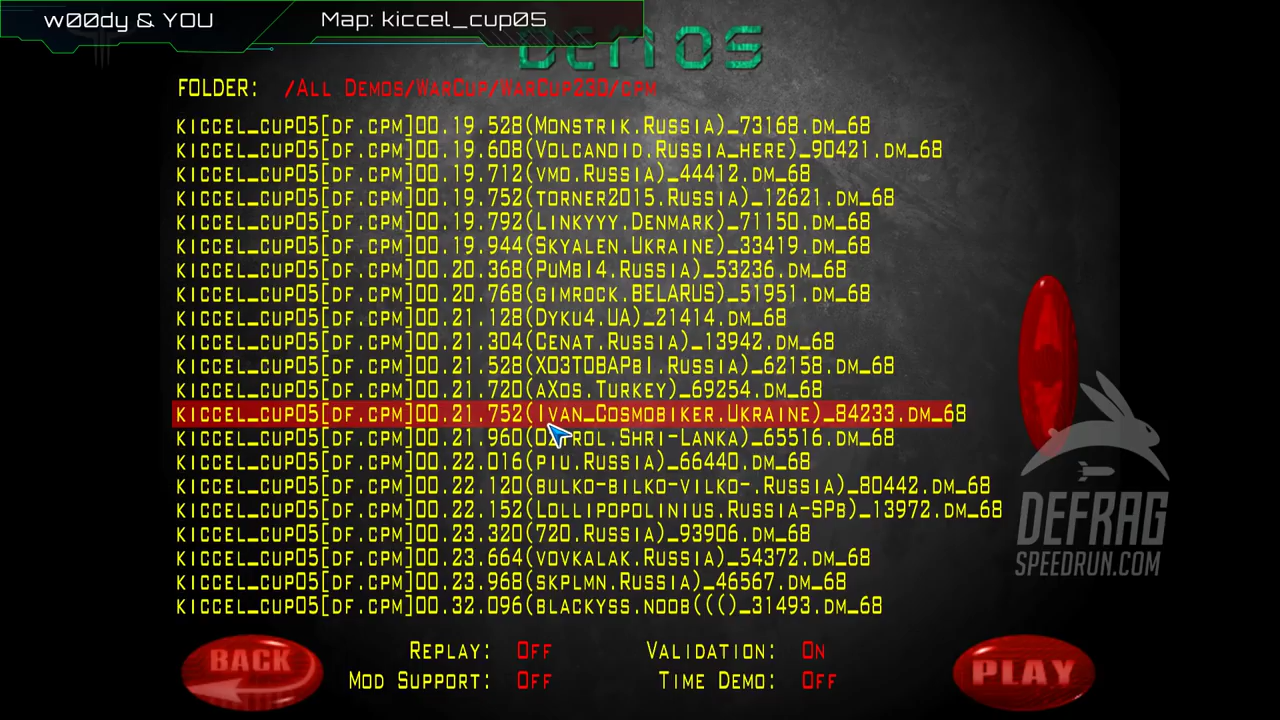 w00dy & YOU
Map: kiccel_cup05
DEMOS
FOLDER: /ALL DEMOS/WARCUP/WARCUP230/CPM
KICCEL_CUP05[DF.CPM]00.19.528(MONSTRIK.RUSSIA)_73168.DM_68
KICCEL_CUP05[DF.CPM]00.19.608(VOLCANOID.RUSSIA_HERE)_90421.DM_68
KICCEL_CUP05[DF.CPM]00.19.712(VMO.RUSSIA)_44412.DM_68
KICCEL_CUP05[DF.CPM]00.19.752(TORNER2015.RUSSIA)_12621.DM_68
KICCEL_CUP05[DF.CPM]00.19.792(LINKYYY.DENMARK)_71150.DM_68
KICCEL_CUP05[DF.CPM]00.19.944(SKYALEN.UKRAINE)_33419.DM_68
KICCEL_CUP05[DF.CPM]00.20.368(PUMB14.RUSSIA)_53236.DM_68
KICCEL_CUP05[DF.CPM]00.20.768(GIMROCK.BELARUS)_51951.DM_68
KICCEL_CUP05[DF.CPM]00.21.128(DYKU4.UA)_21414.DM_68
KICCEL_CUP05[DF.CPM]00.21.304(CENAT.RUSSIA)_13942.DM_68
KICCEL_CUP05[DF.CPM]00.21.528(XO3TOBAPbI.RUSSIA)_62158.DM_68
KICCEL_CUP05[DF.CPM]00.21.720(AXOS.TURKEY)_69254.DM_68
KICCEL_CUP05[DF.CPM]00.21.752(IVAN_COSMOBIKER.UKRAINE)_84233.DM_68
KICCEL_CUP05[DF.CPM]00.21.960(.SHRI-LANKA)_65516.DM_68
KICCEL_CUP05[DF.CPM]00.22.016(PIU.RUSSIA)_66440.DM_68
KICCEL_CUP05[DF.CPM]00.22.120(BULKO-BILKO-VILKO-.RUSSIA)_80442.DM_68
KICCEL_CUP05[DF.CPM]00.22.152(LOLLIPOPOLINIUS.RUSSIA-SPB)_13972.DM_68
KICCEL_CUP05[DF.CPM]00.23.320(720.RUSSIA)_93906.DM_68
KICCEL_CUP05[DF.CPM]00.23.664(VOVKALAK.RUSSIA)_54372.DM_68
KICCEL_CUP05[DF.CPM]00.23.968(SKPLMN.RUSSIA)_46567.DM_68
KICCEL_CUP05[DF.CPM]00.32.096(BLACKYSS.NOOB((()_31493.DM_68
DEFRAG
SPEEDRUN.COM
REPLAY: OFF VALIDATION: ON
MOD SUPPORT: OFF TIME DEMO: OFF
BACK
PLAY